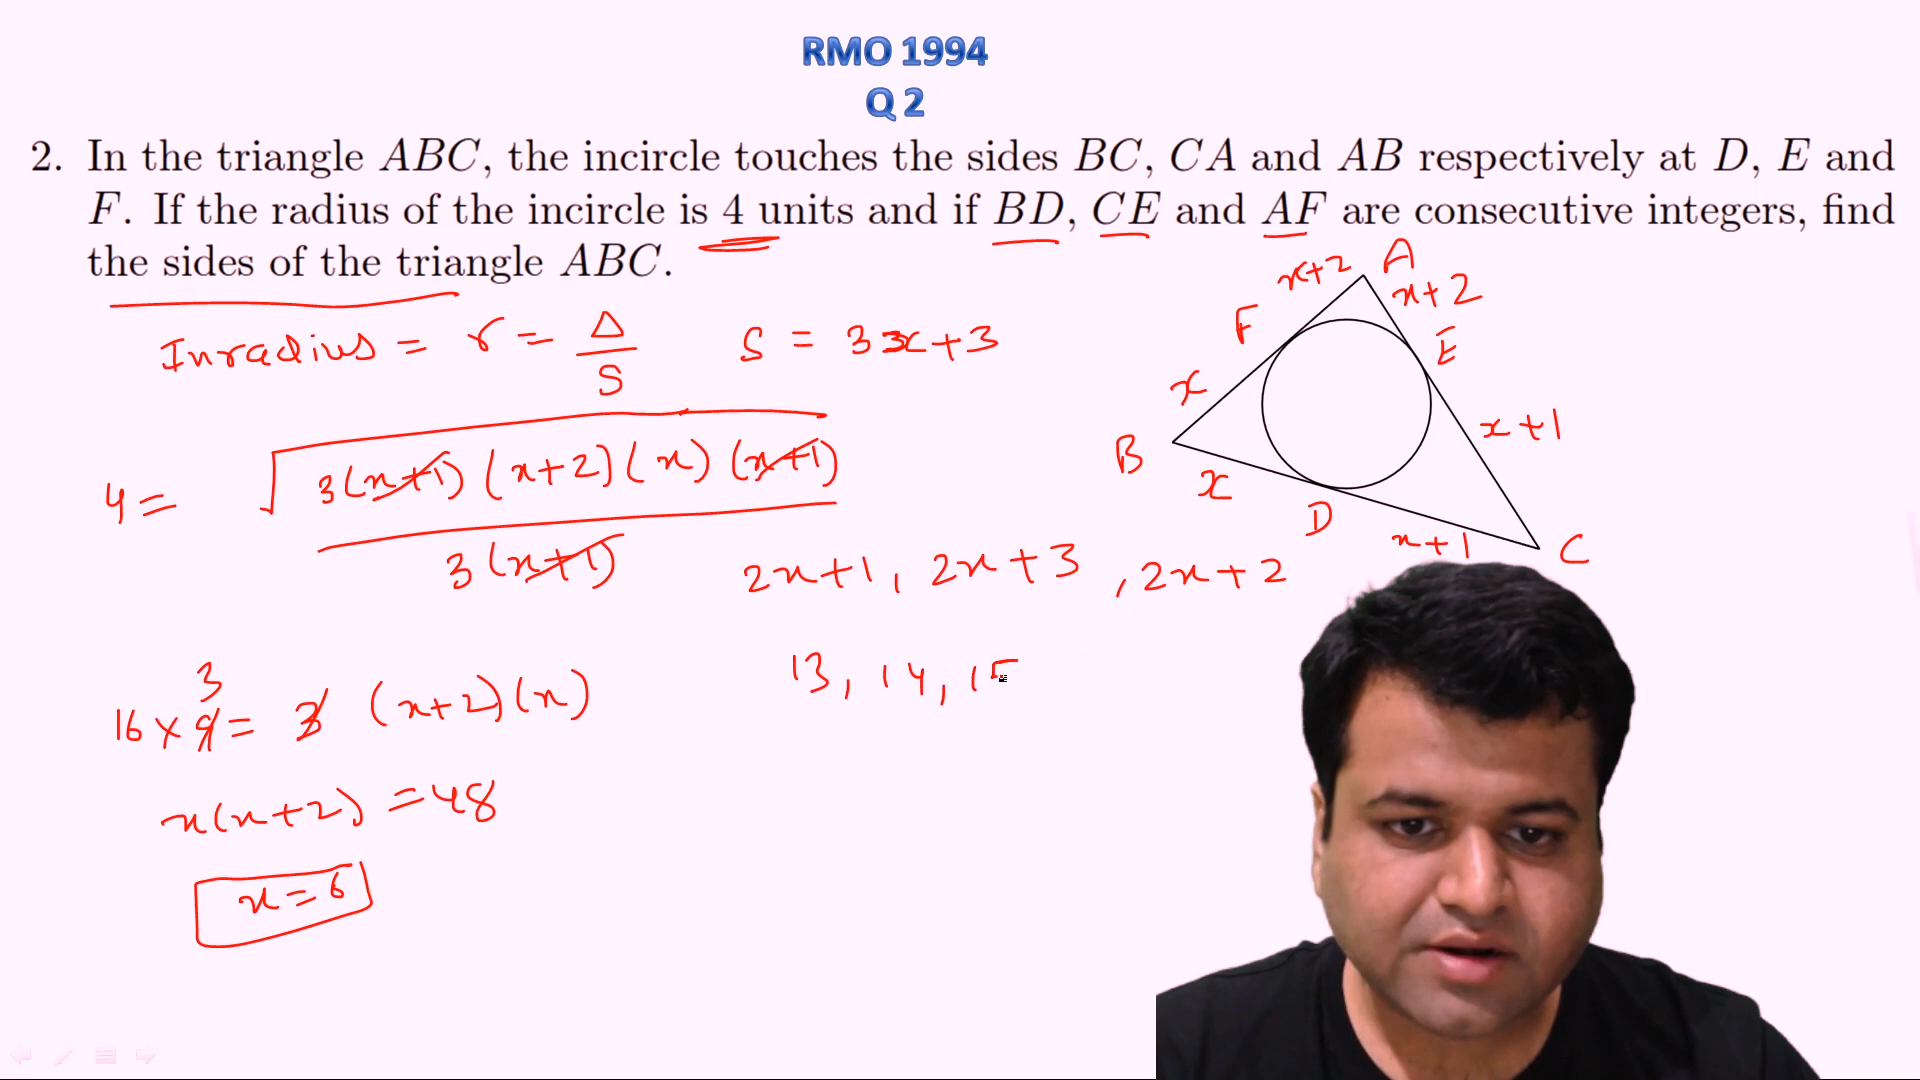 RMO 1994
Q 2
2. In the triangle ABC, the incircle touches the sides BC, CA and AB respectively at D, E and
F. If the radius of the incircle is 4 units and if BD, CE and AF are consecutive integers, find
the sides of the triangle ABC.
Inradius = r = Δ/S
S = 3x+3
x+2 A
x+2
F
E
x
x+1
B
x
D
x+1
C
4 = √3(x+1)(x+2)(x)(x+1)
3(x+1)
2x+1, 2x+3, 2x+2
13, 14, 15
3
16×9 = 3 (x+2)(x)
x(x+2) = 48
x=6